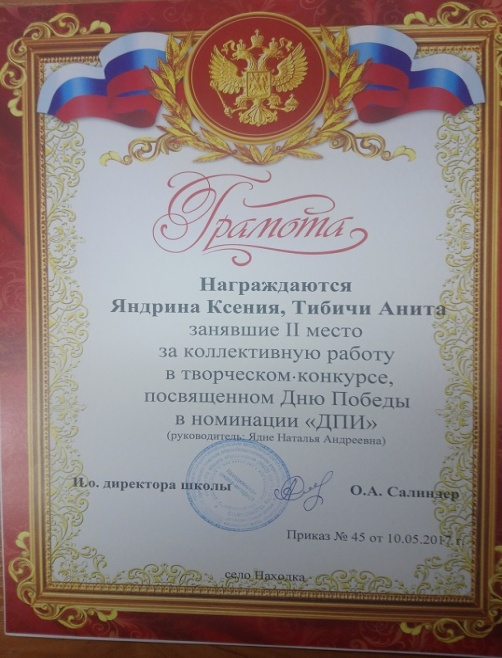 Грамота
Награждаются
Яндрина Ксения, Тибичи Анита
занявшие II место
за коллективную работу
в творческом конкурсе,
посвященном Дню Победы
в номинации «ДПИ»
(руководитель: Ядне Наталья Андреевна)
И.о. директора школы О.А. Салиндер
Приказ № 45 от 10.05.2017 г.
село Находка